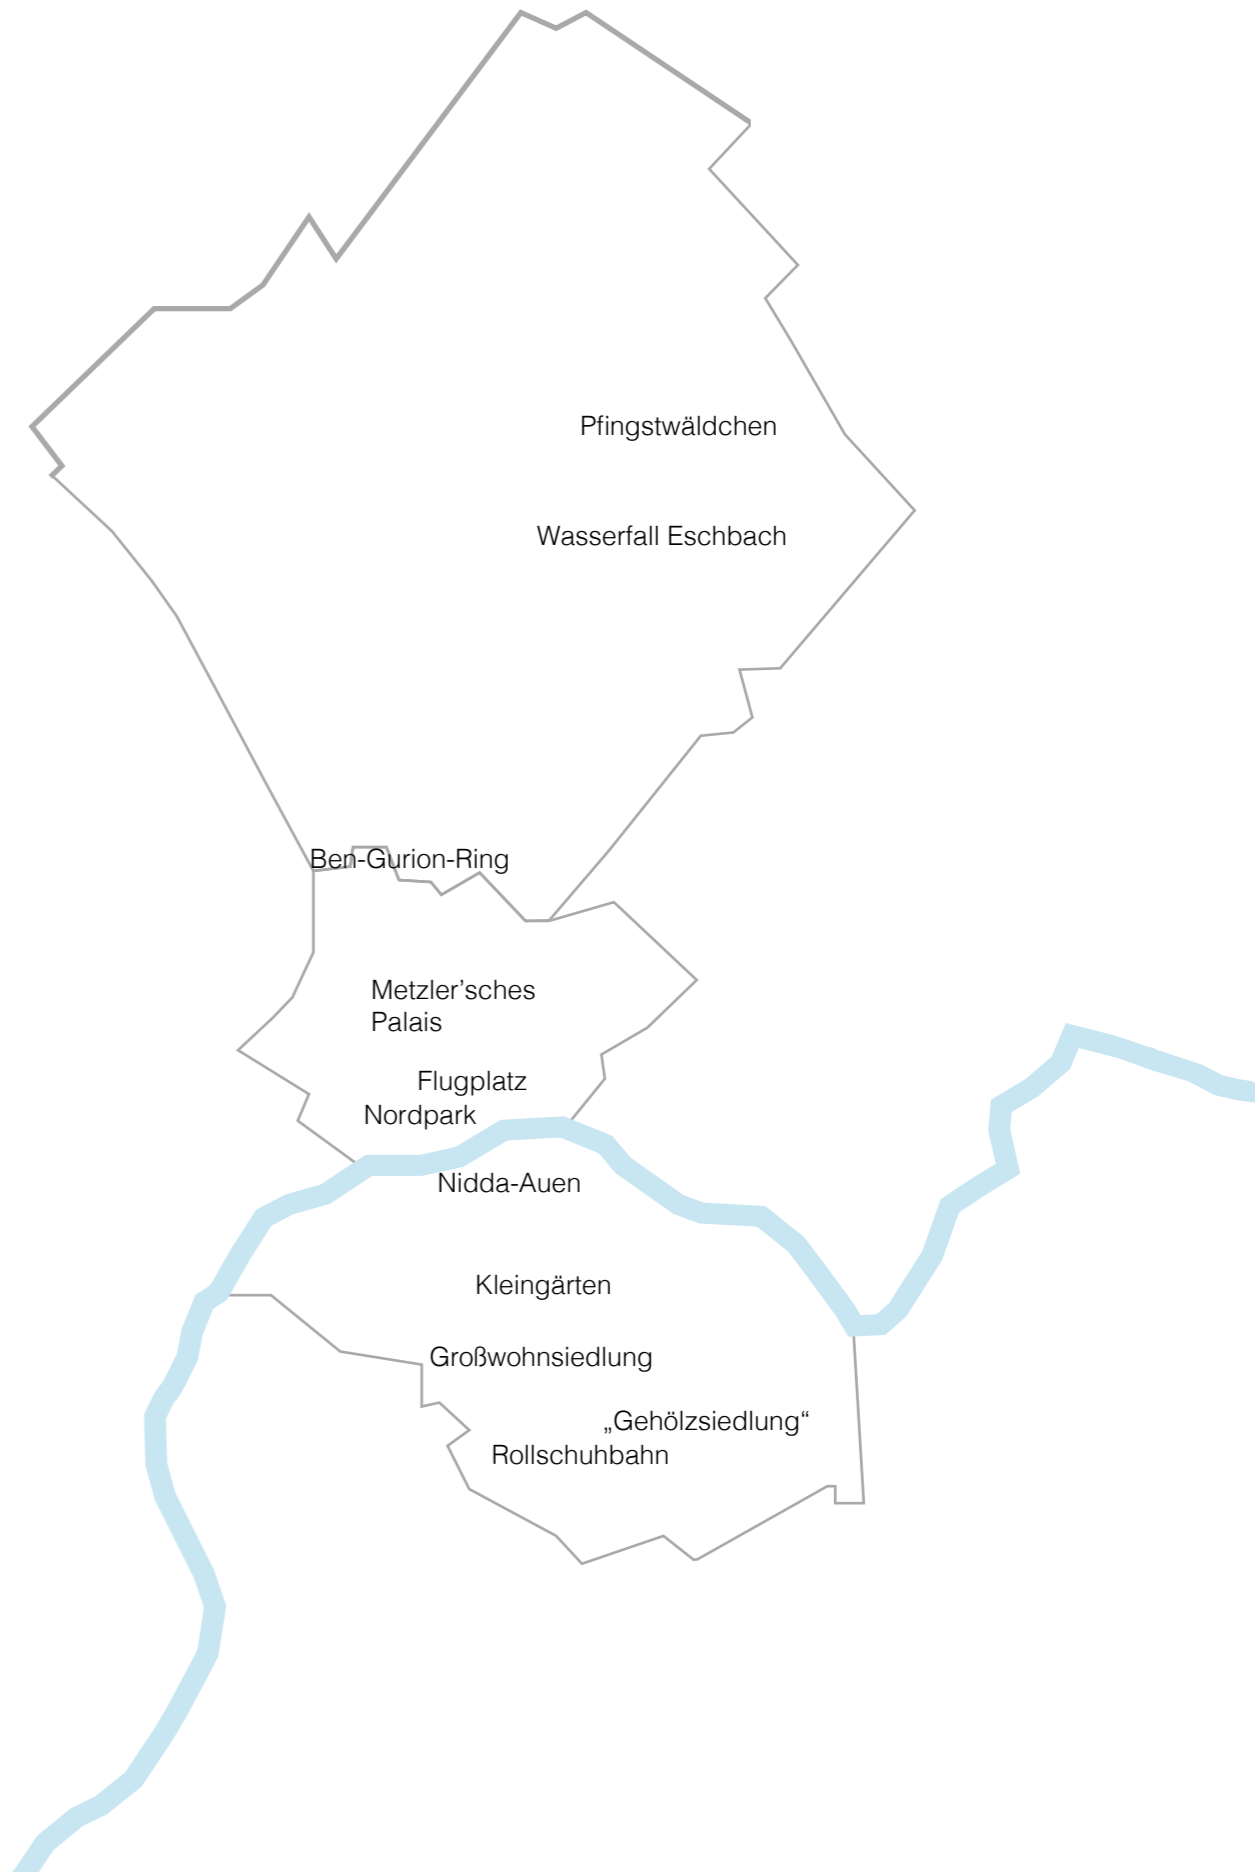 Pfingstwäldchen
Wasserfall Eschbach
Ben-Gurion-Ring
Metzler’sches
Palais
Flugplatz
Nordpark
Nidda-Auen
Kleingärten
Großwohnsiedlung
„Gehölzsiedlung“
Rollschuhbahn